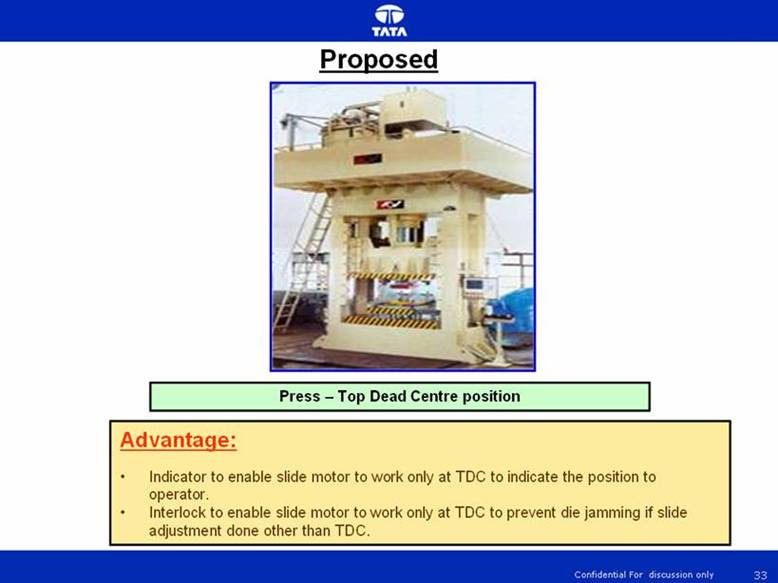 TATA
Proposed
Press – Top Dead Centre position
Advantage:
• Indicator to enable slide motor to work only at TDC to indicate the position to
operator.
• Interlock to enable slide motor to work only at TDC to prevent die jamming if slide
adjustment done other than TDC.
Confidential For discussion only
33